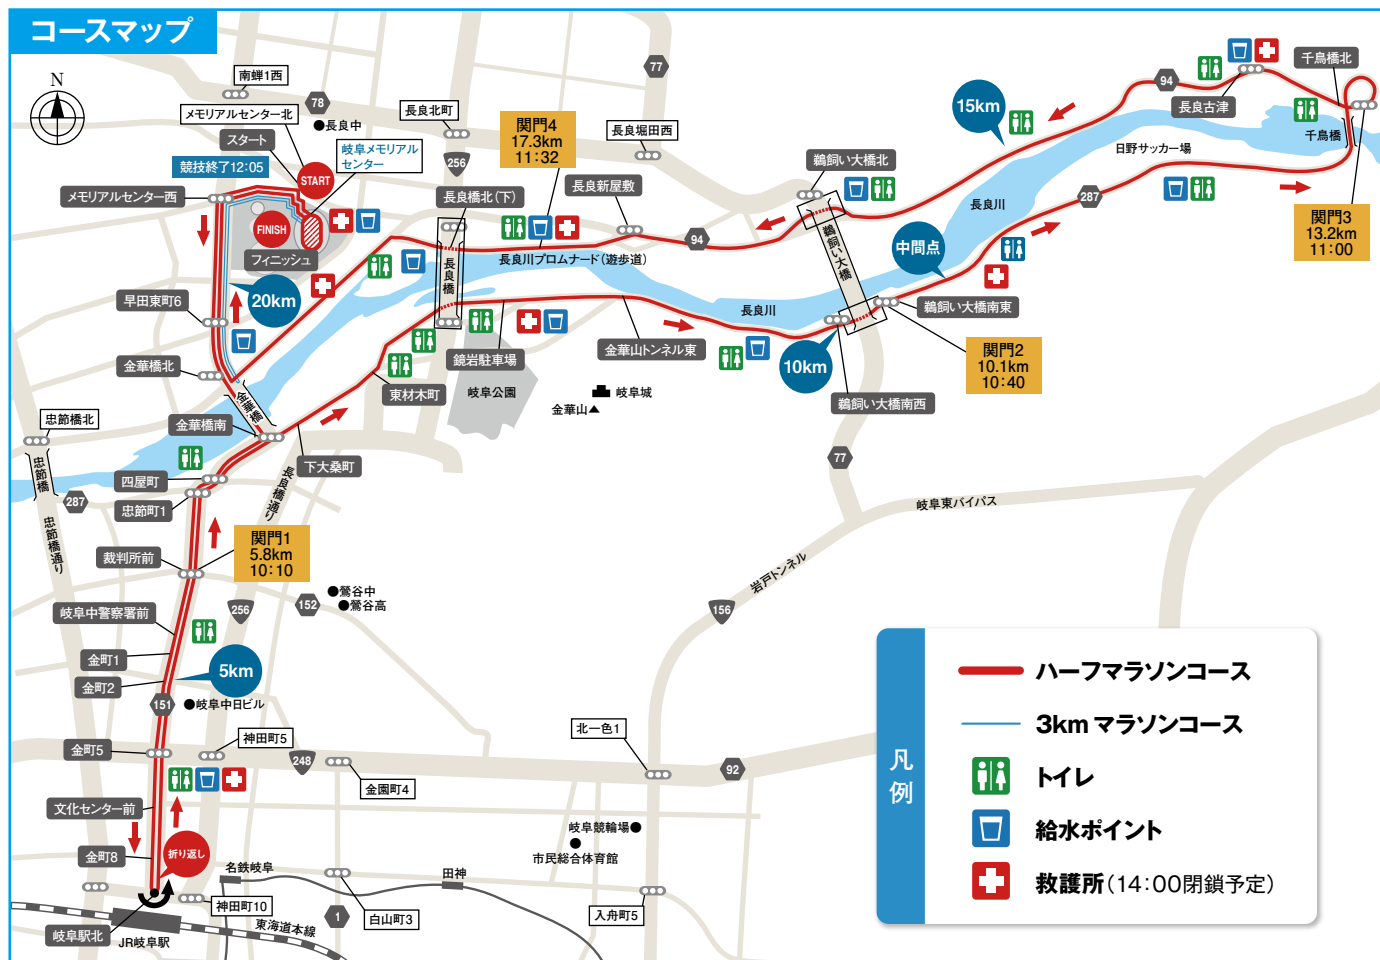 コースマップ
N
南蝉1西
78
メモリアルセンター北
長良中
長良北町
スタート
岐阜メモリアル
センター
256
競技終了12:05
START
メモリアルセンター西
FINISH
フィニッシュ
長良橋北(下)
関門4
17.3km
11:32
77
長良堀田西
長良新屋敷
94
長良川プロムナード(遊歩道)
長良橋
鵜飼い大橋北
鵜飼い大橋
15km
94
長良古津
千鳥橋北
千鳥橋
日野サッカー場
長良川
287
関門3
13.2km
11:00
中間点
20km
早田東町6
金華橋北
金華橋
金華橋南
忠節橋北
忠節橋
287
忠節橋通り
四屋町
忠節町1
下大桑町
長良橋通り
東材木町
鏡岩駐車場
岐阜公園
金華山トンネル東
岐阜城
金華山
長良川
10km
鵜飼い大橋南東
鵜飼い大橋南西
関門2
10.1km
10:40
77
岐阜東バイパス
岩戸トンネル
156
関門1
5.8km
10:10
裁判所前
鶯谷中
鶯谷高
152
256
岐阜中警察署前
金町1
金町2
5km
151
岐阜中日ビル
金町5
神田町5
248
金園町4
北一色1
92
文化センター前
金町8
折り返し
岐阜競輪場
市民総合体育館
名鉄岐阜
田神
神田町10
1
白山町3
入舟町5
岐阜駅北
JR岐阜駅
東海道本線
凡例
ハーフマラソンコース
3km マラソンコース
トイレ
給水ポイント
救護所(14:00閉鎖予定)